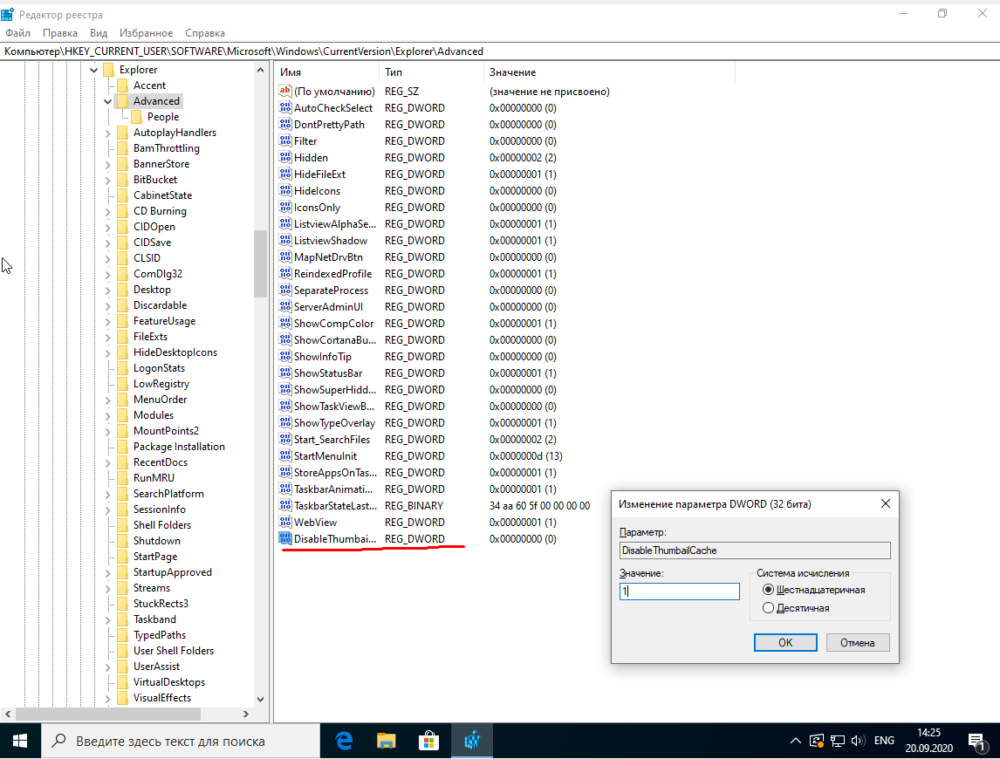 Редактор реестра
Файл Правка Вид Избранное Справка
Компьютер\HKEY_CURRENT_USER\SOFTWARE\Microsoft\Windows\CurrentVersion\Explorer\Advanced
Explorer
Accent
Advanced
People
AutoplayHandlers
BamThrottling
BannerStore
BitBucket
CabinetState
CD Burning
CIDOpen
CIDSave
CLSID
ComDlg32
Desktop
Discardable
FeatureUsage
FileExts
HideDesktopIcons
LogonStats
LowRegistry
MenuOrder
Modules
MountPoints2
Package Installation
RecentDocs
RunMRU
SearchPlatform
SessionInfo
Shell Folders
Shutdown
StartPage
StartupApproved
Streams
StuckRects3
Taskband
TypedPaths
User Shell Folders
UserAssist
VirtualDesktops
VisualEffects
Имя Тип Значение
(По умолчанию) REG_SZ (значение не присвоено)
AutoCheckSelect REG_DWORD 0x00000000 (0)
DontPrettyPath REG_DWORD 0x00000000 (0)
Filter REG_DWORD 0x00000000 (0)
Hidden REG_DWORD 0x00000002 (2)
HideFileExt REG_DWORD 0x00000001 (1)
HideIcons REG_DWORD 0x00000000 (0)
IconsOnly REG_DWORD 0x00000000 (0)
ListviewAlphaSe... REG_DWORD 0x00000001 (1)
ListviewShadow REG_DWORD 0x00000001 (1)
MapNetDrvBtn REG_DWORD 0x00000000 (0)
ReindexedProfile REG_DWORD 0x00000001 (1)
SeparateProcess REG_DWORD 0x00000000 (0)
ServerAdminUI REG_DWORD 0x00000000 (0)
ShowCompColor REG_DWORD 0x00000001 (1)
ShowCortanaBu... REG_DWORD 0x00000000 (0)
ShowInfoTip REG_DWORD 0x00000000 (0)
ShowStatusBar REG_DWORD 0x00000001 (1)
ShowSuperHidd... REG_DWORD 0x00000000 (0)
ShowTaskViewB... REG_DWORD 0x00000000 (0)
ShowTypeOverlay REG_DWORD 0x00000001 (1)
Start_SearchFiles REG_DWORD 0x00000002 (2)
StartMenuInit REG_DWORD 0x0000000d (13)
StoreAppsOnTas... REG_DWORD 0x00000001 (1)
TaskbarAnimati... REG_DWORD 0x00000001 (1)
TaskbarStateLast... REG_BINARY 34 aa 60 5f 00 00 00 00
WebView REG_DWORD 0x00000001 (1)
DisableThumbai... REG_DWORD 0x00000000 (0)
Изменение параметра DWORD (32 бита)
Параметр:
DisableThumbailCache
Значение:
1
Система исчисления
Шестнадцатеричная
Десятичная
OK Отмена
Введите здесь текст для поиска
ENG
14:25
20.09.2020
1